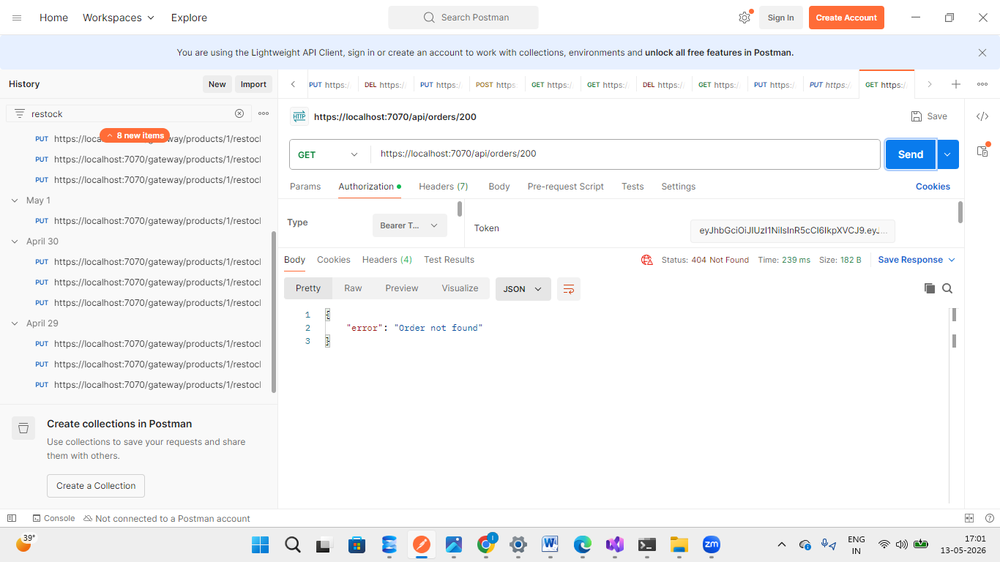 Home Workspaces Explore Search Postman Sign In Create Account
You are using the Lightweight API Client, sign in or create an account to work with collections, environments and unlock all free features in Postman.
History New Import
restock
8 new items
PUT https://loca gateway/products/1/restocl
PUT https://localhost:7070/gateway/products/1/restocl
PUT https://localhost:7070/gateway/products/1/restocl
May 1
PUT https://localhost:7070/gateway/products/1/restocl
April 30
PUT https://localhost:7070/gateway/products/1/restocl
PUT https://localhost:7070/gateway/products/1/restocl
PUT https://localhost:7070/gateway/products/1/restocl
April 29
PUT https://localhost:7070/gateway/products/1/restocl
PUT https://localhost:7070/gateway/products/1/restocl
PUT https://localhost:7070/gateway/products/1/restocl
Create collections in Postman
Use collections to save your requests and share
them with others.
Create a Collection
PUT https:/ DEL https:/ PUT https:/ POST https: GET https:/ GET https:/ DEL https:/ GET https:/ PUT https:/ PUT https:/ GET https:/
HTTP https://localhost:7070/api/orders/200 Save
GET https://localhost:7070/api/orders/200 Send
Params Authorization Headers (7) Body Pre-request Script Tests Settings Cookies
Type Bearer T... Token eyJhbGciOiJIUzI1NiIsInR5cCI6IkpXVCJ9.eyJ...
Body Cookies Headers (4) Test Results Status: 404 Not Found Time: 239 ms Size: 182 B Save Response
Pretty Raw Preview Visualize JSON
1 {
2 "error": "Order not found"
3 }
Console Not connected to a Postman account
39° 1 W zm ENG 17:01
IN 13-05-2026